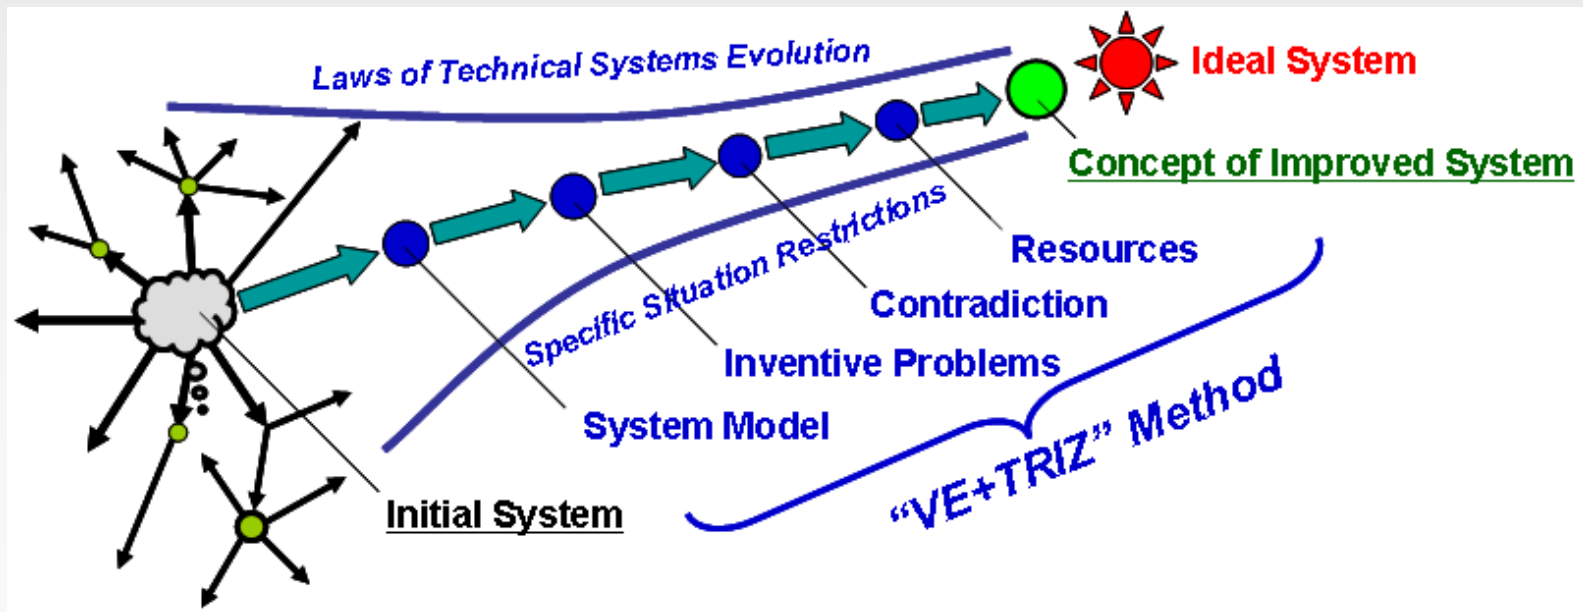 Laws of Technical Systems Evolution
Ideal System
Concept of Improved System
Specific Situation Restrictions
Resources
Contradiction
Inventive Problems
System Model
“VE+TRIZ” Method
Initial System